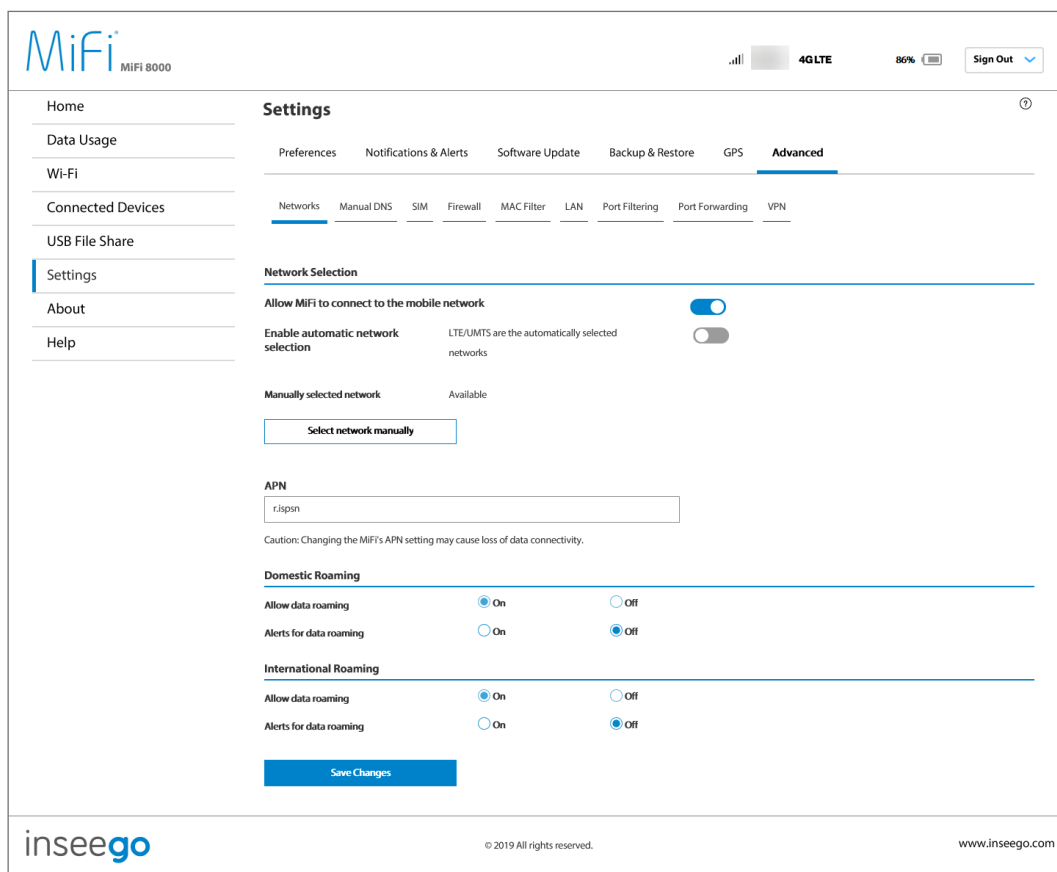 MiFi MiFi 8000
4G LTE
86%
Sign Out
Home
Data Usage
Wi-Fi
Connected Devices
USB File Share
Settings
About
Help
Settings
?
Preferences Notifications & Alerts Software Update Backup & Restore GPS Advanced
Networks Manual DNS SIM Firewall MAC Filter LAN Port Filtering Port Forwarding VPN
Network Selection
Allow MiFi to connect to the mobile network
Enable automatic network
selection
LTE/UMTS are the automatically selected
networks
Manually selected network Available
Select network manually
APN
r.ispsn
Caution: Changing the MiFi's APN setting may cause loss of data connectivity.
Domestic Roaming
Allow data roaming On Off
Alerts for data roaming On Off
International Roaming
Allow data roaming On Off
Alerts for data roaming On Off
Save Changes
inseego
© 2019 All rights reserved.
www.inseego.com